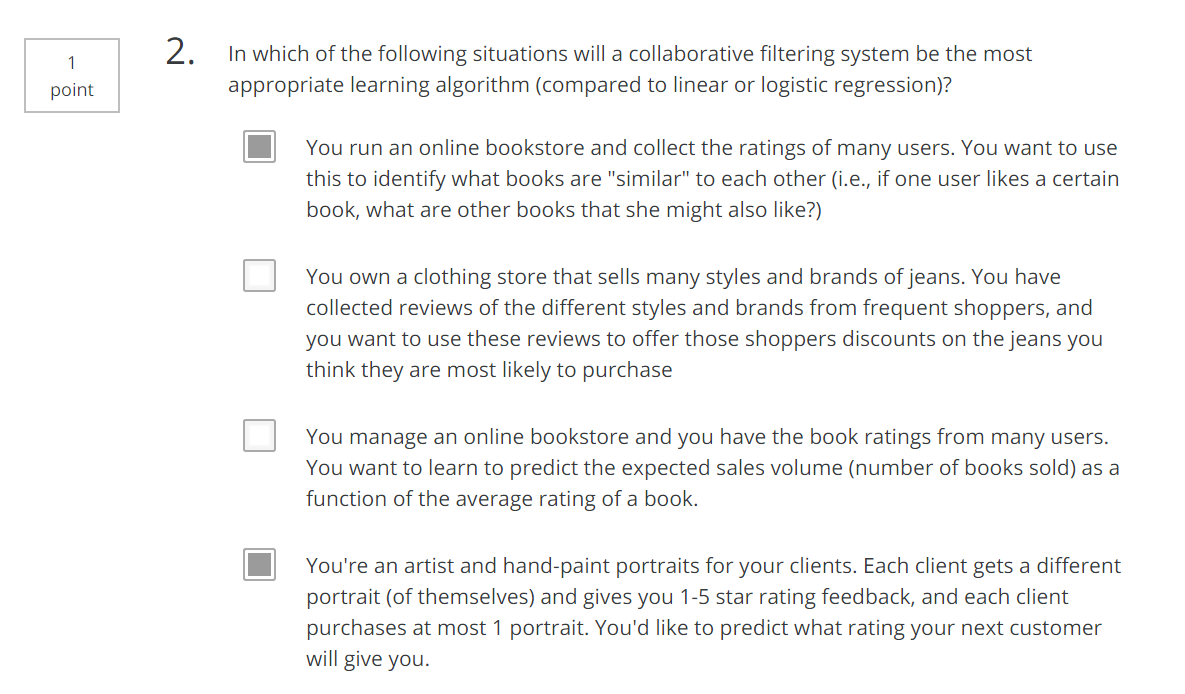 1
point
2.
In which of the following situations will a collaborative filtering system be the most
appropriate learning algorithm (compared to linear or logistic regression)?
You run an online bookstore and collect the ratings of many users. You want to use
this to identify what books are "similar" to each other (i.e., if one user likes a certain
book, what are other books that she might also like?)
You own a clothing store that sells many styles and brands of jeans. You have
collected reviews of the different styles and brands from frequent shoppers, and
you want to use these reviews to offer those shoppers discounts on the jeans you
think they are most likely to purchase
You manage an online bookstore and you have the book ratings from many users.
You want to learn to predict the expected sales volume (number of books sold) as a
function of the average rating of a book.
You're an artist and hand-paint portraits for your clients. Each client gets a different
portrait (of themselves) and gives you 1-5 star rating feedback, and each client
purchases at most 1 portrait. You'd like to predict what rating your next customer
will give you.